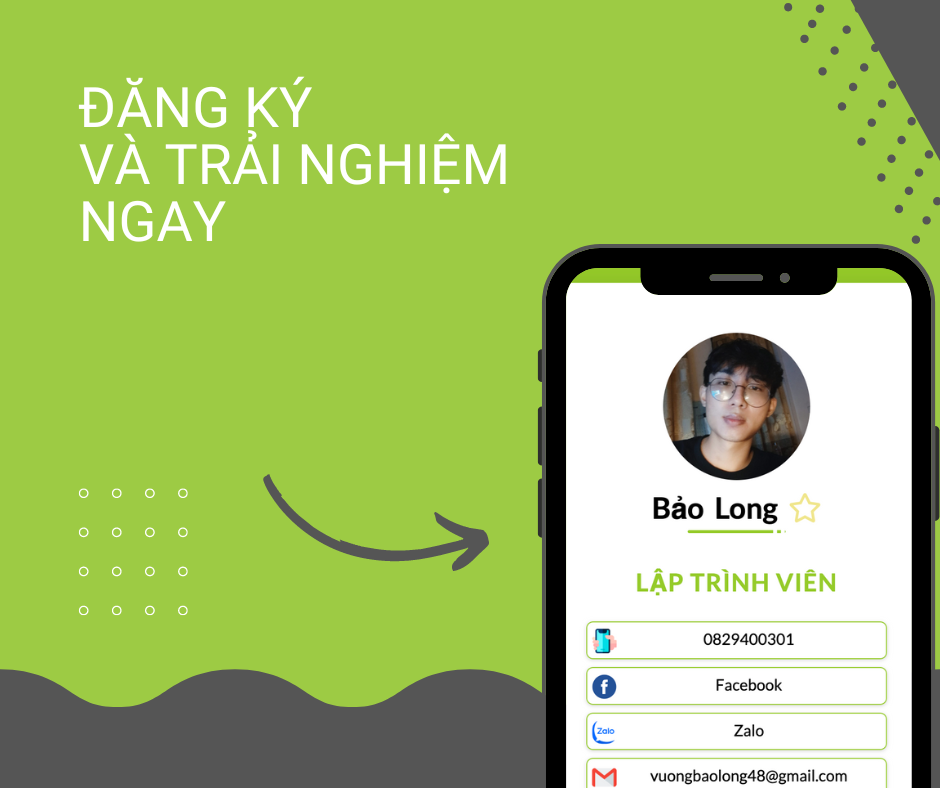 ĐĂNG KÝ
VÀ TRẢI NGHIỆM
NGAY
Bảo Long
LẬP TRÌNH VIÊN
0829400301
Facebook
Zalo
Zalo
vuongbaolong48@gmail.com